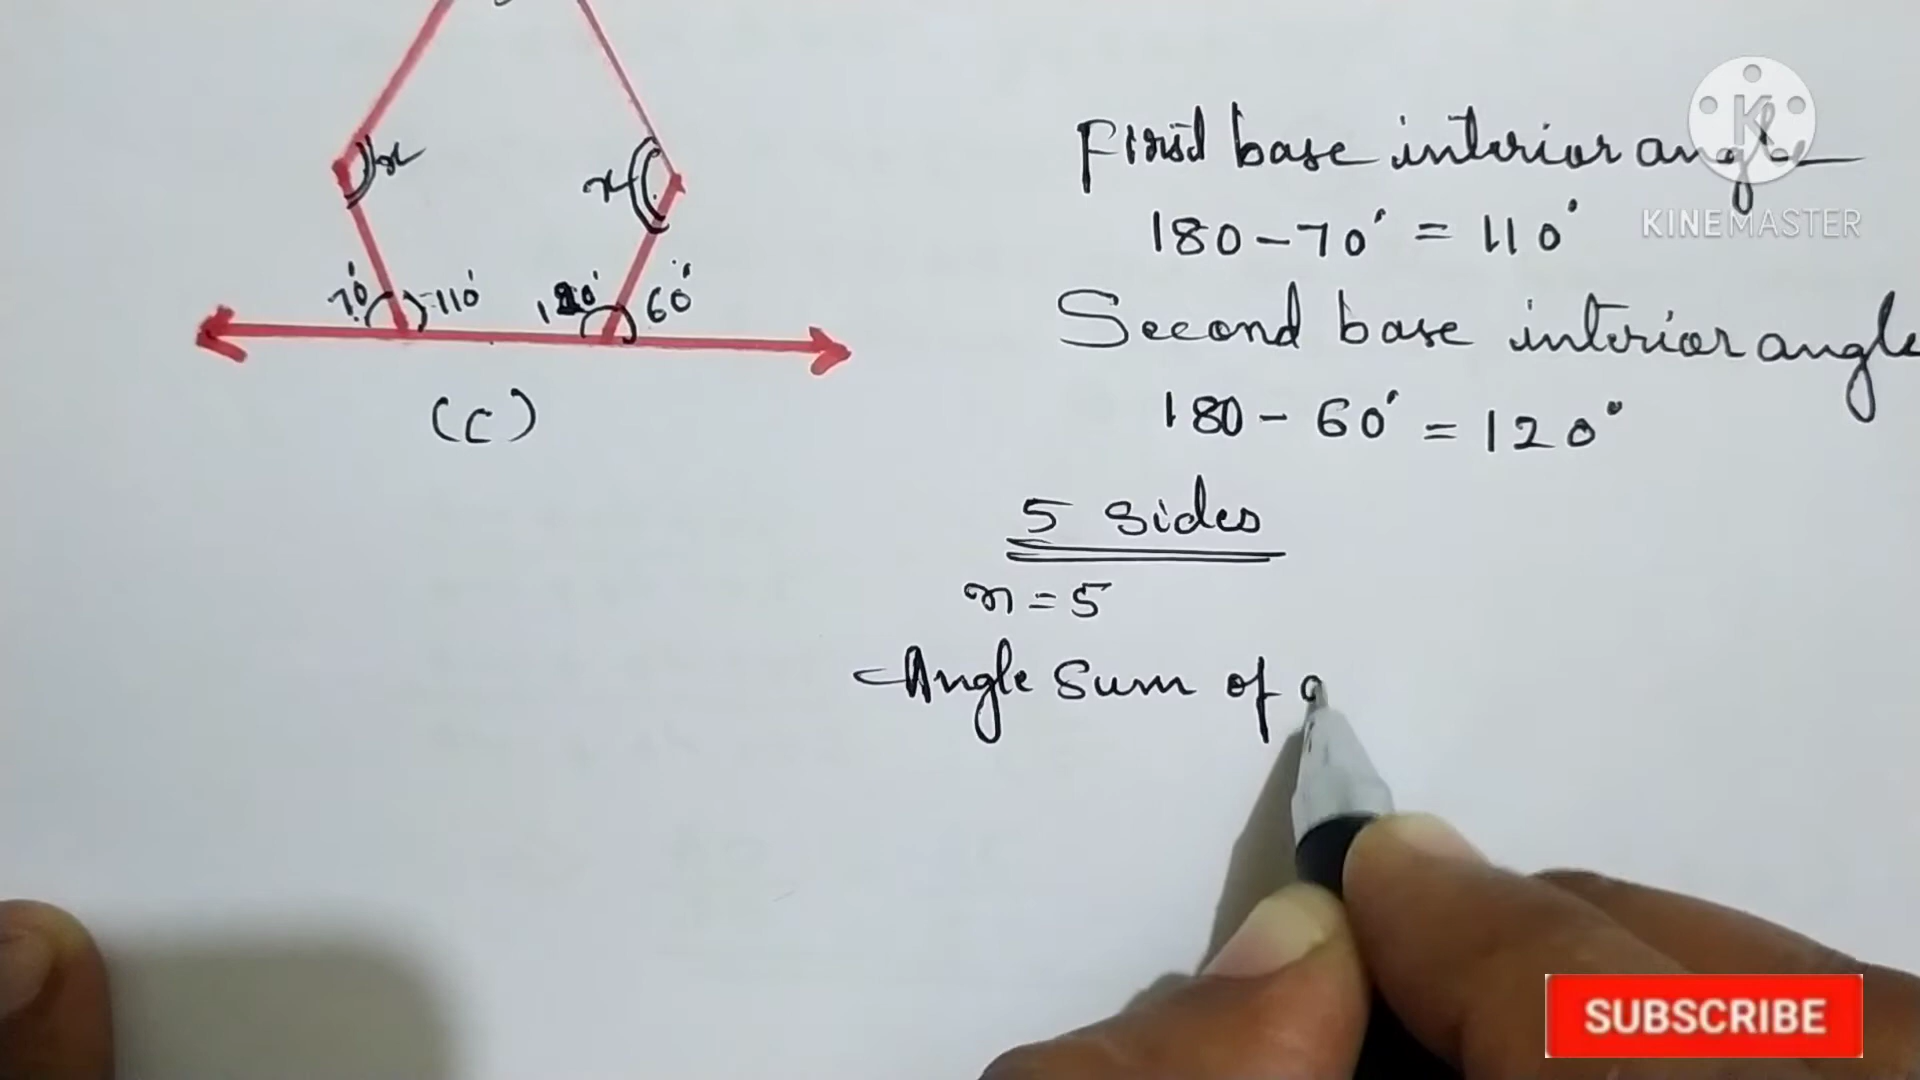 x
x
70°
110°
120°
60°
(C)
First base interior angle
180-70° = 110°
Second base interior angle
180 - 60° = 120°
5 sides
n = 5
Angle sum of a
KINEMASTER
SUBSCRIBE